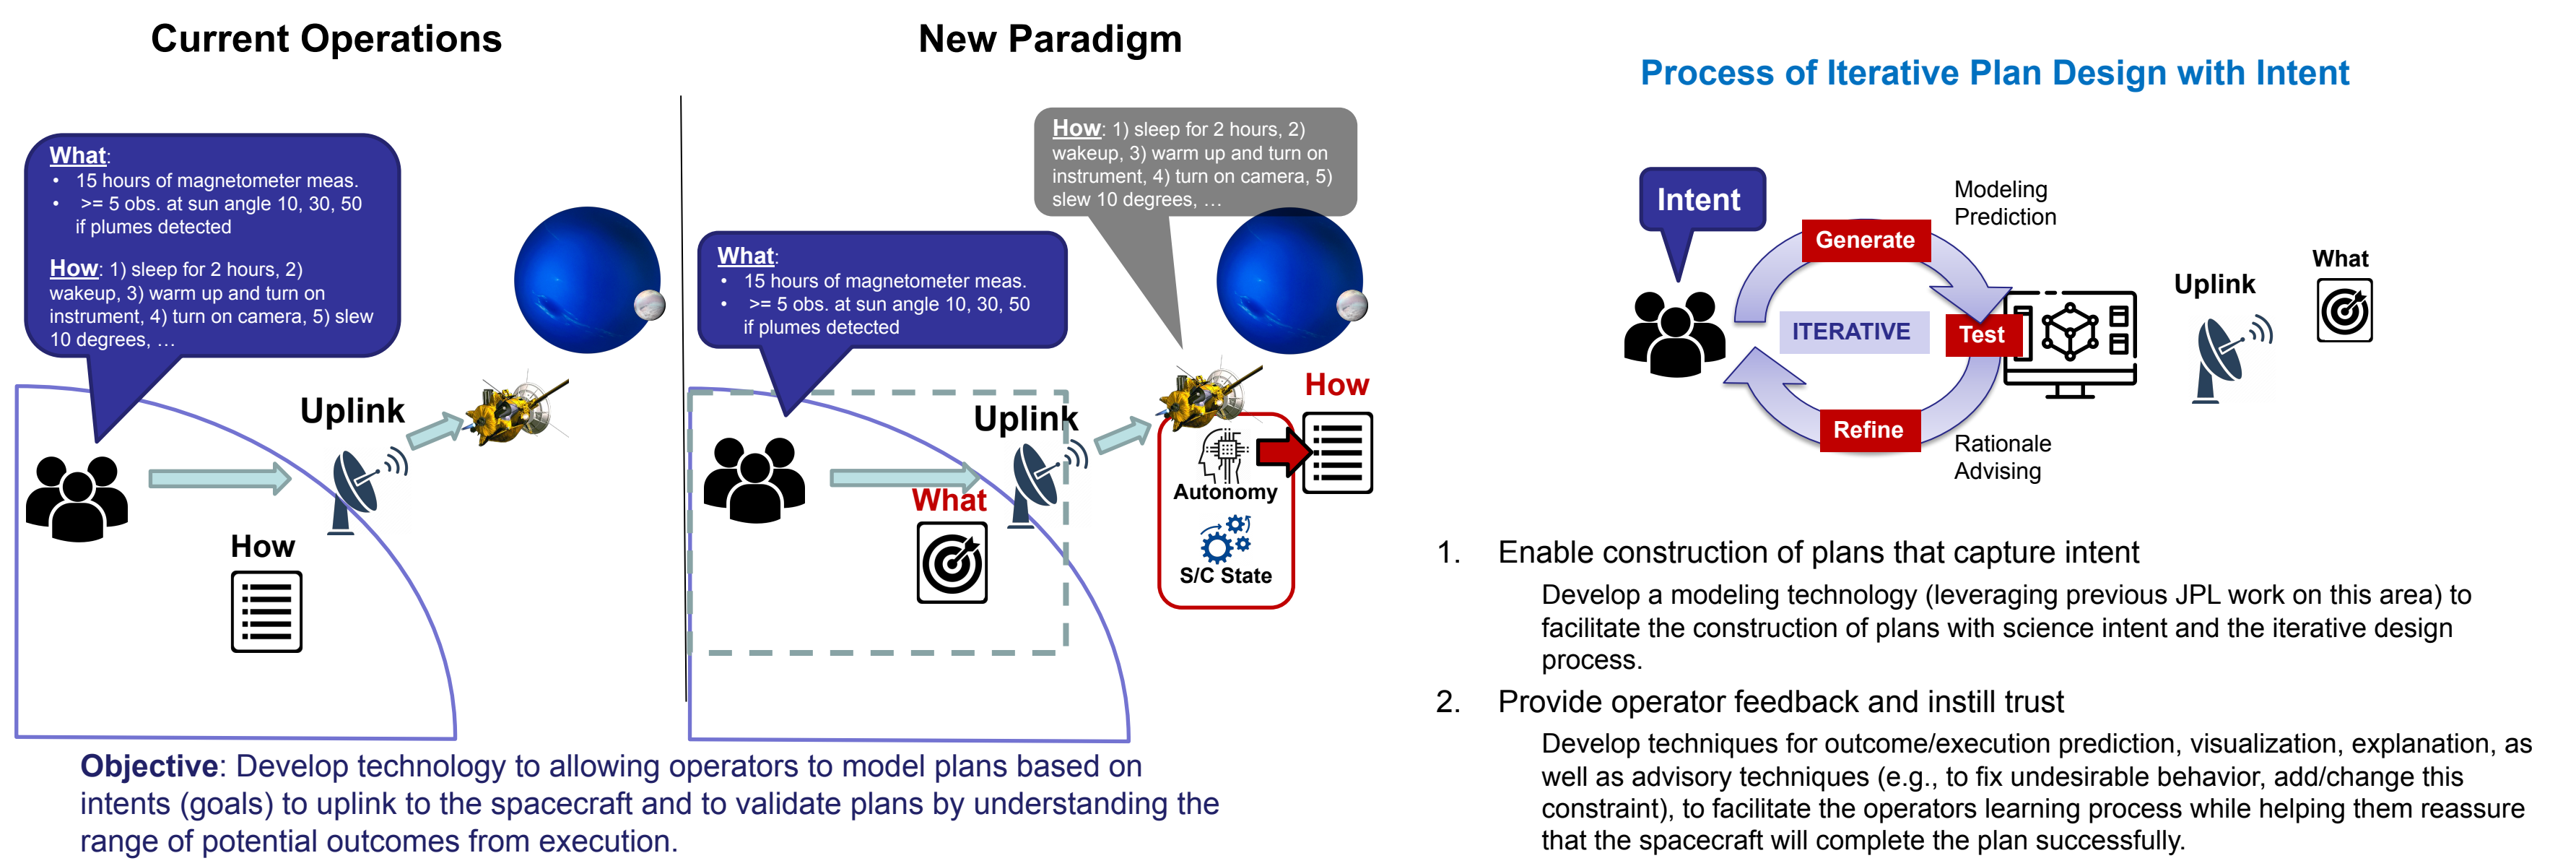 Current Operations
What:
• 15 hours of magnetometer meas.
• >= 5 obs. at sun angle 10, 30, 50
if plumes detected
How: 1) sleep for 2 hours, 2)
wakeup, 3) warm up and turn on
instrument, 4) turn on camera, 5) slew
10 degrees, …
Uplink
How
New Paradigm
How: 1) sleep for 2 hours, 2)
wakeup, 3) warm up and turn on
instrument, 4) turn on camera, 5)
slew 10 degrees, …
What:
• 15 hours of magnetometer meas.
• >= 5 obs. at sun angle 10, 30, 50
if plumes detected
Uplink
What
How
Autonomy
S/C State
Objective: Develop technology to allowing operators to model plans based on
intents (goals) to uplink to the spacecraft and to validate plans by understanding the
range of potential outcomes from execution.
Process of Iterative Plan Design with Intent
Intent
Generate
Modeling
Prediction
ITERATIVE
Test
Refine
Rationale
Advising
Uplink
What
1. Enable construction of plans that capture intent
Develop a modeling technology (leveraging previous JPL work on this area) to
facilitate the construction of plans with science intent and the iterative design
process.
2. Provide operator feedback and instill trust
Develop techniques for outcome/execution prediction, visualization, explanation, as
well as advisory techniques (e.g., to fix undesirable behavior, add/change this
constraint), to facilitate the operators learning process while helping them reassure
that the spacecraft will complete the plan successfully.